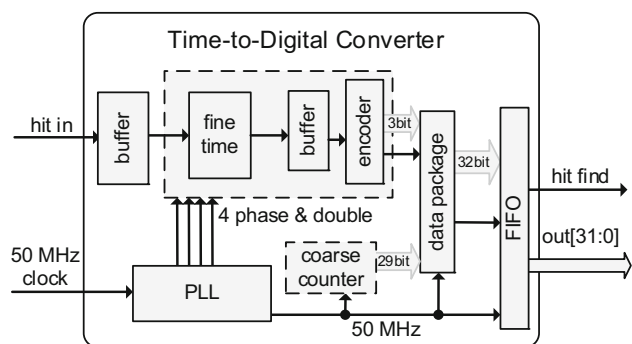 Time-to-Digital Converter
hit in
buffer
fine
time
buffer
encoder
3bit
data package
32bit
FIFO
hit find
out[31:0]
4 phase & double
50 MHz
clock
PLL
coarse
counter
29bit
50 MHz